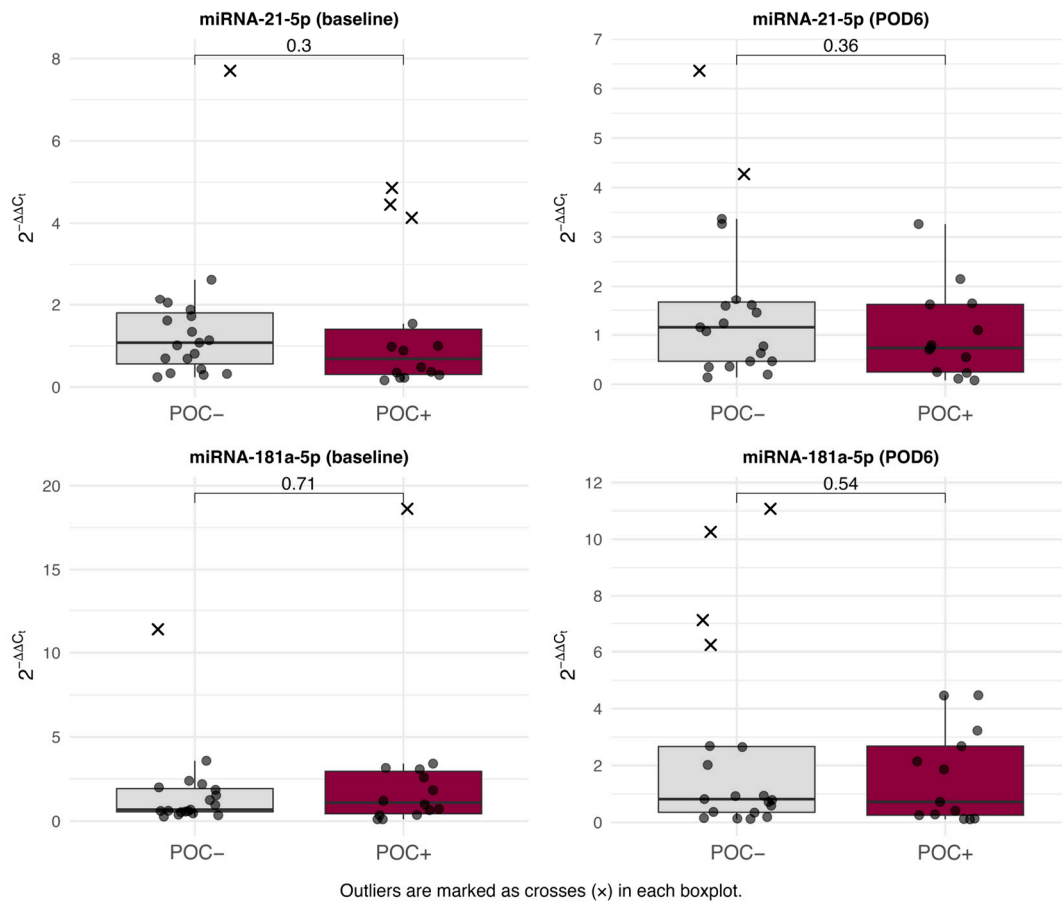 miRNA-21-5p (baseline)
0.3
8
6
4
2
0
2^−ΔΔCt
POC−
POC+
miRNA-21-5p (POD6)
0.36
7
6
5
4
3
2
1
0
2^−ΔΔCt
POC−
POC+
miRNA-181a-5p (baseline)
0.71
20
15
10
5
0
2^−ΔΔCt
POC−
POC+
miRNA-181a-5p (POD6)
0.54
12
10
8
6
4
2
0
2^−ΔΔCt
POC−
POC+
Outliers are marked as crosses (×) in each boxplot.